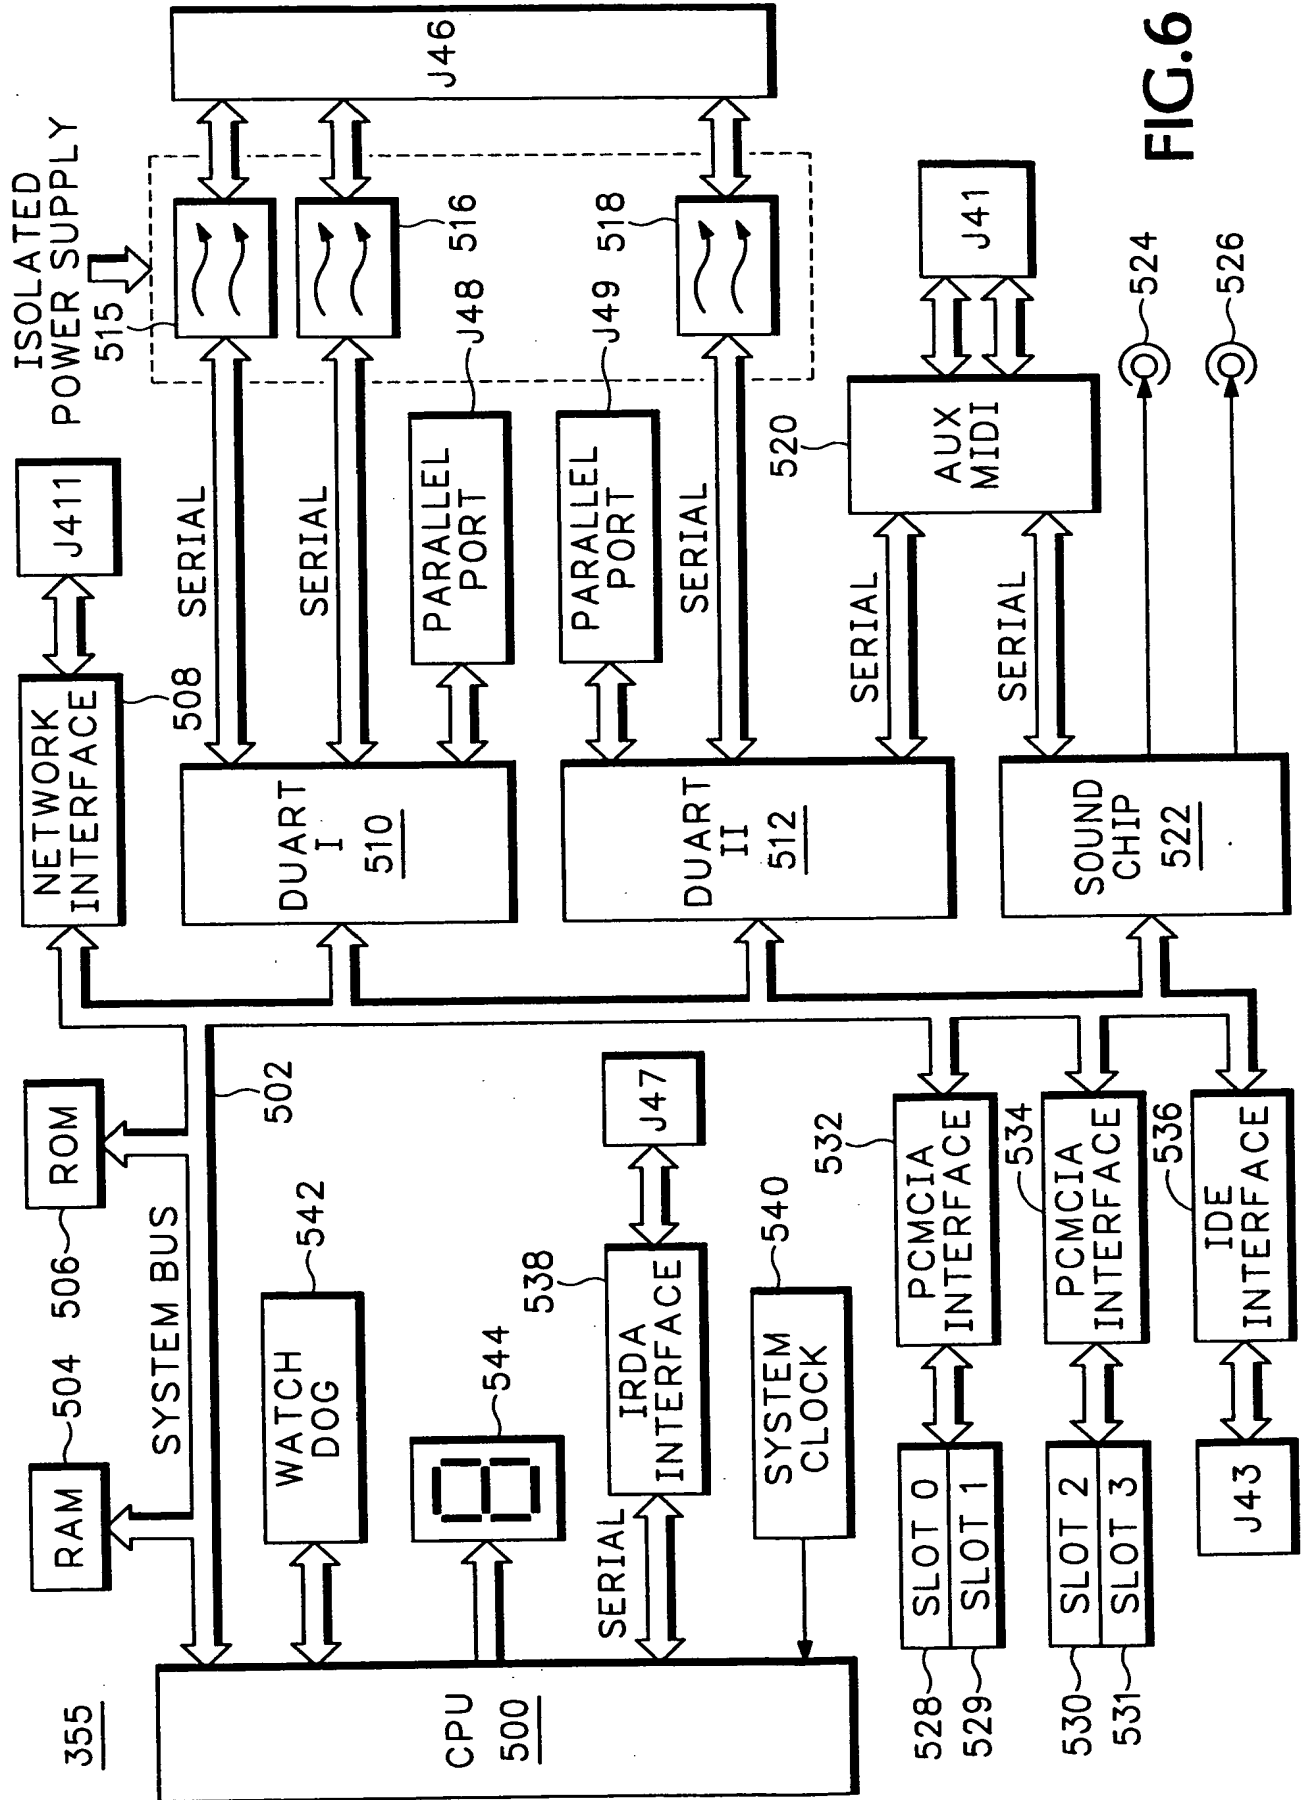 355
CPU
500
RAM
504
506
ROM
SYSTEM BUS
502
WATCH
DOG
542
544
SERIAL
IRDA
INTERFACE
538
J47
SYSTEM
CLOCK
540
NETWORK
INTERFACE
508
J411
ISOLATED
POWER SUPPLY
515
DUART
I
510
SERIAL
SERIAL
516
PARALLEL
PORT
J48
J46
DUART
II
512
PARALLEL
PORT
J49
SERIAL
518
SERIAL
SERIAL
520
AUX
MIDI
J41
SOUND
CHIP
522
524
526
528
529
SLOT 0
SLOT 1
PCMCIA
INTERFACE
532
530
531
SLOT 2
SLOT 3
PCMCIA
INTERFACE
534
J43
IDE
INTERFACE
536
FIG.6